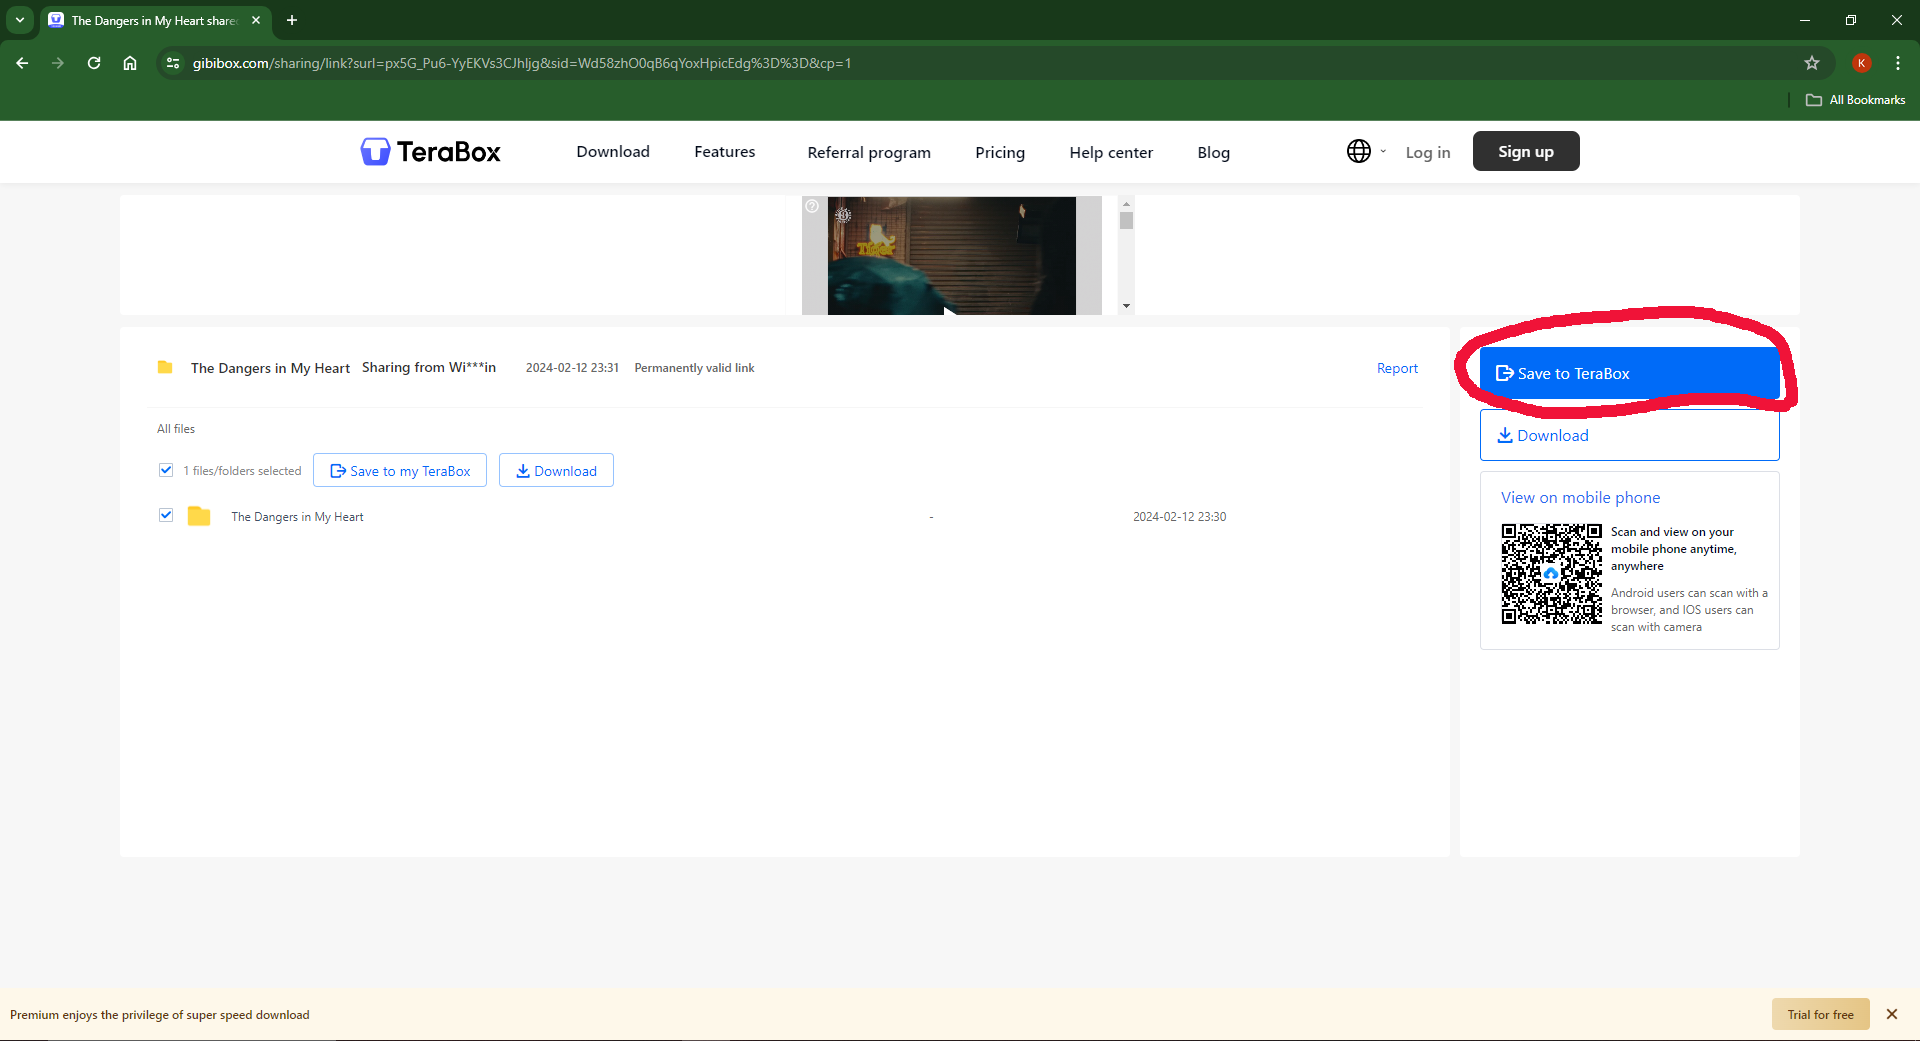 The Dangers in My Heart share
gibibox.com/sharing/link?surl=px5G_Pu6-YyEKVs3CJhljg&sid=Wd58zhO0qB6qYoxHpicEdg%3D%3D&cp=1
K
All Bookmarks
TeraBox
Download
Features
Referral program
Pricing
Help center
Blog
Log in
Sign up
Tiger
The Dangers in My Heart Sharing from Wi***in 2024-02-12 23:31 Permanently valid link
Report
Save to TeraBox
Download
All files
1 files/folders selected
Save to my TeraBox
Download
The Dangers in My Heart - 2024-02-12 23:30
View on mobile phone
Scan and view on your
mobile phone anytime,
anywhere
Android users can scan with a
browser, and IOS users can
scan with camera
Premium enjoys the privilege of super speed download
Trial for free